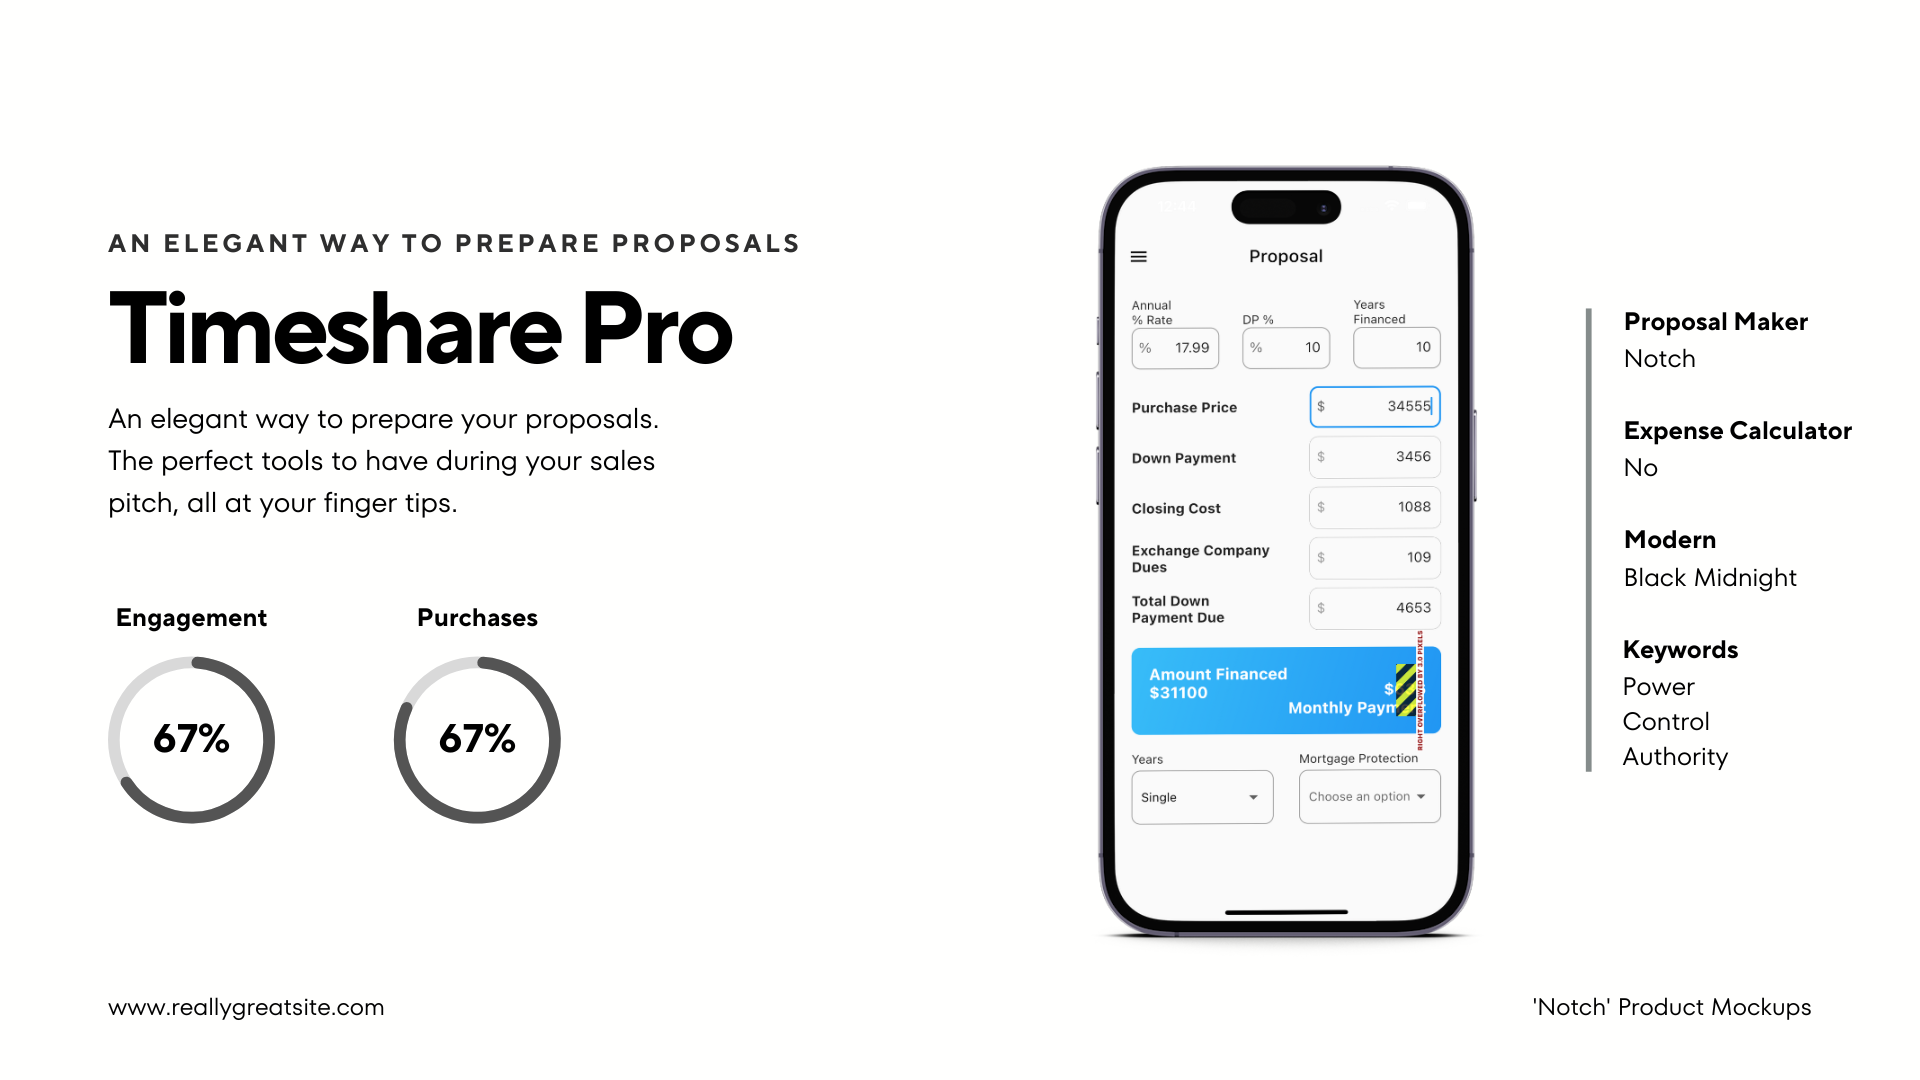 AN ELEGANT WAY TO PREPARE PROPOSALS
Timeshare Pro
An elegant way to prepare your proposals.
The perfect tools to have during your sales
pitch, all at your finger tips.
Engagement
Purchases
67%
67%
www.reallygreatsite.com
Proposal
Annual
% Rate
% 17.99
DP %
% 10
Years
Financed
10
Purchase Price
$ 34555
Down Payment
$ 3456
Closing Cost
$ 1088
Exchange Company
Dues
$ 109
Total Down
Payment Due
$ 4653
Amount Financed
$31100
$
Monthly Paym
RIGHT OVERFLOWED BY 3.0 PIXELS
Years
Single
Mortgage Protection
Choose an option
Proposal Maker
Notch
Expense Calculator
No
Modern
Black Midnight
Keywords
Power
Control
Authority
'Notch' Product Mockups